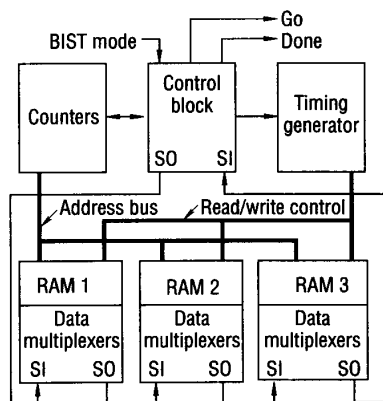 Go
BIST mode
Done
Counters
Control
block
Timing
generator
SO
SI
Address bus
Read/write control
RAM 1
RAM 2
RAM 3
Data
multiplexers
Data
multiplexers
Data
multiplexers
SI
SO
SI
SO
SI
SO